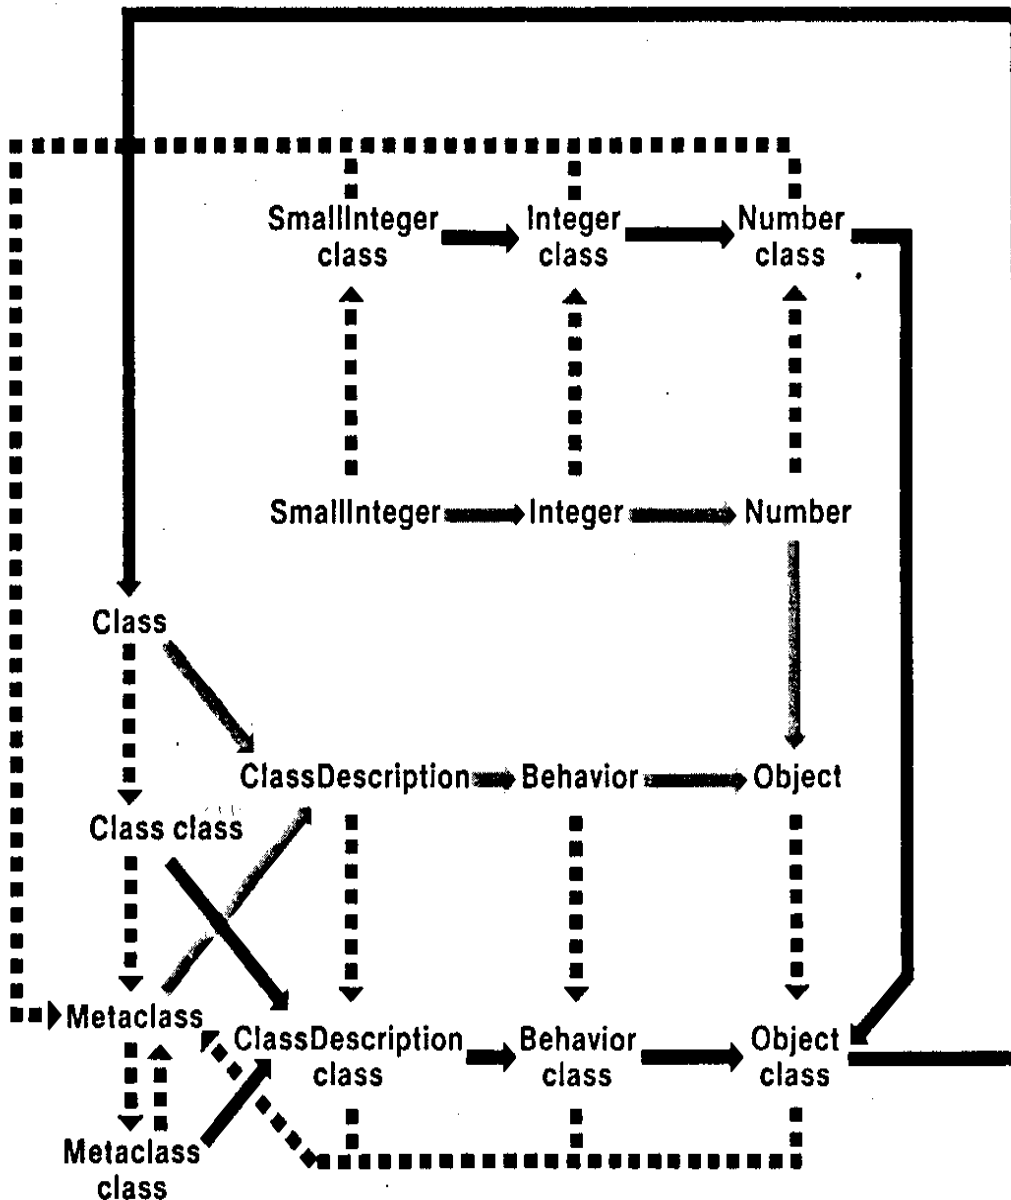 SmallInteger class
Integer class
Number class
SmallInteger
Integer
Number
Class
ClassDescription
Behavior
Object
Class class
Metaclass
ClassDescription class
Behavior class
Object class
Metaclass class